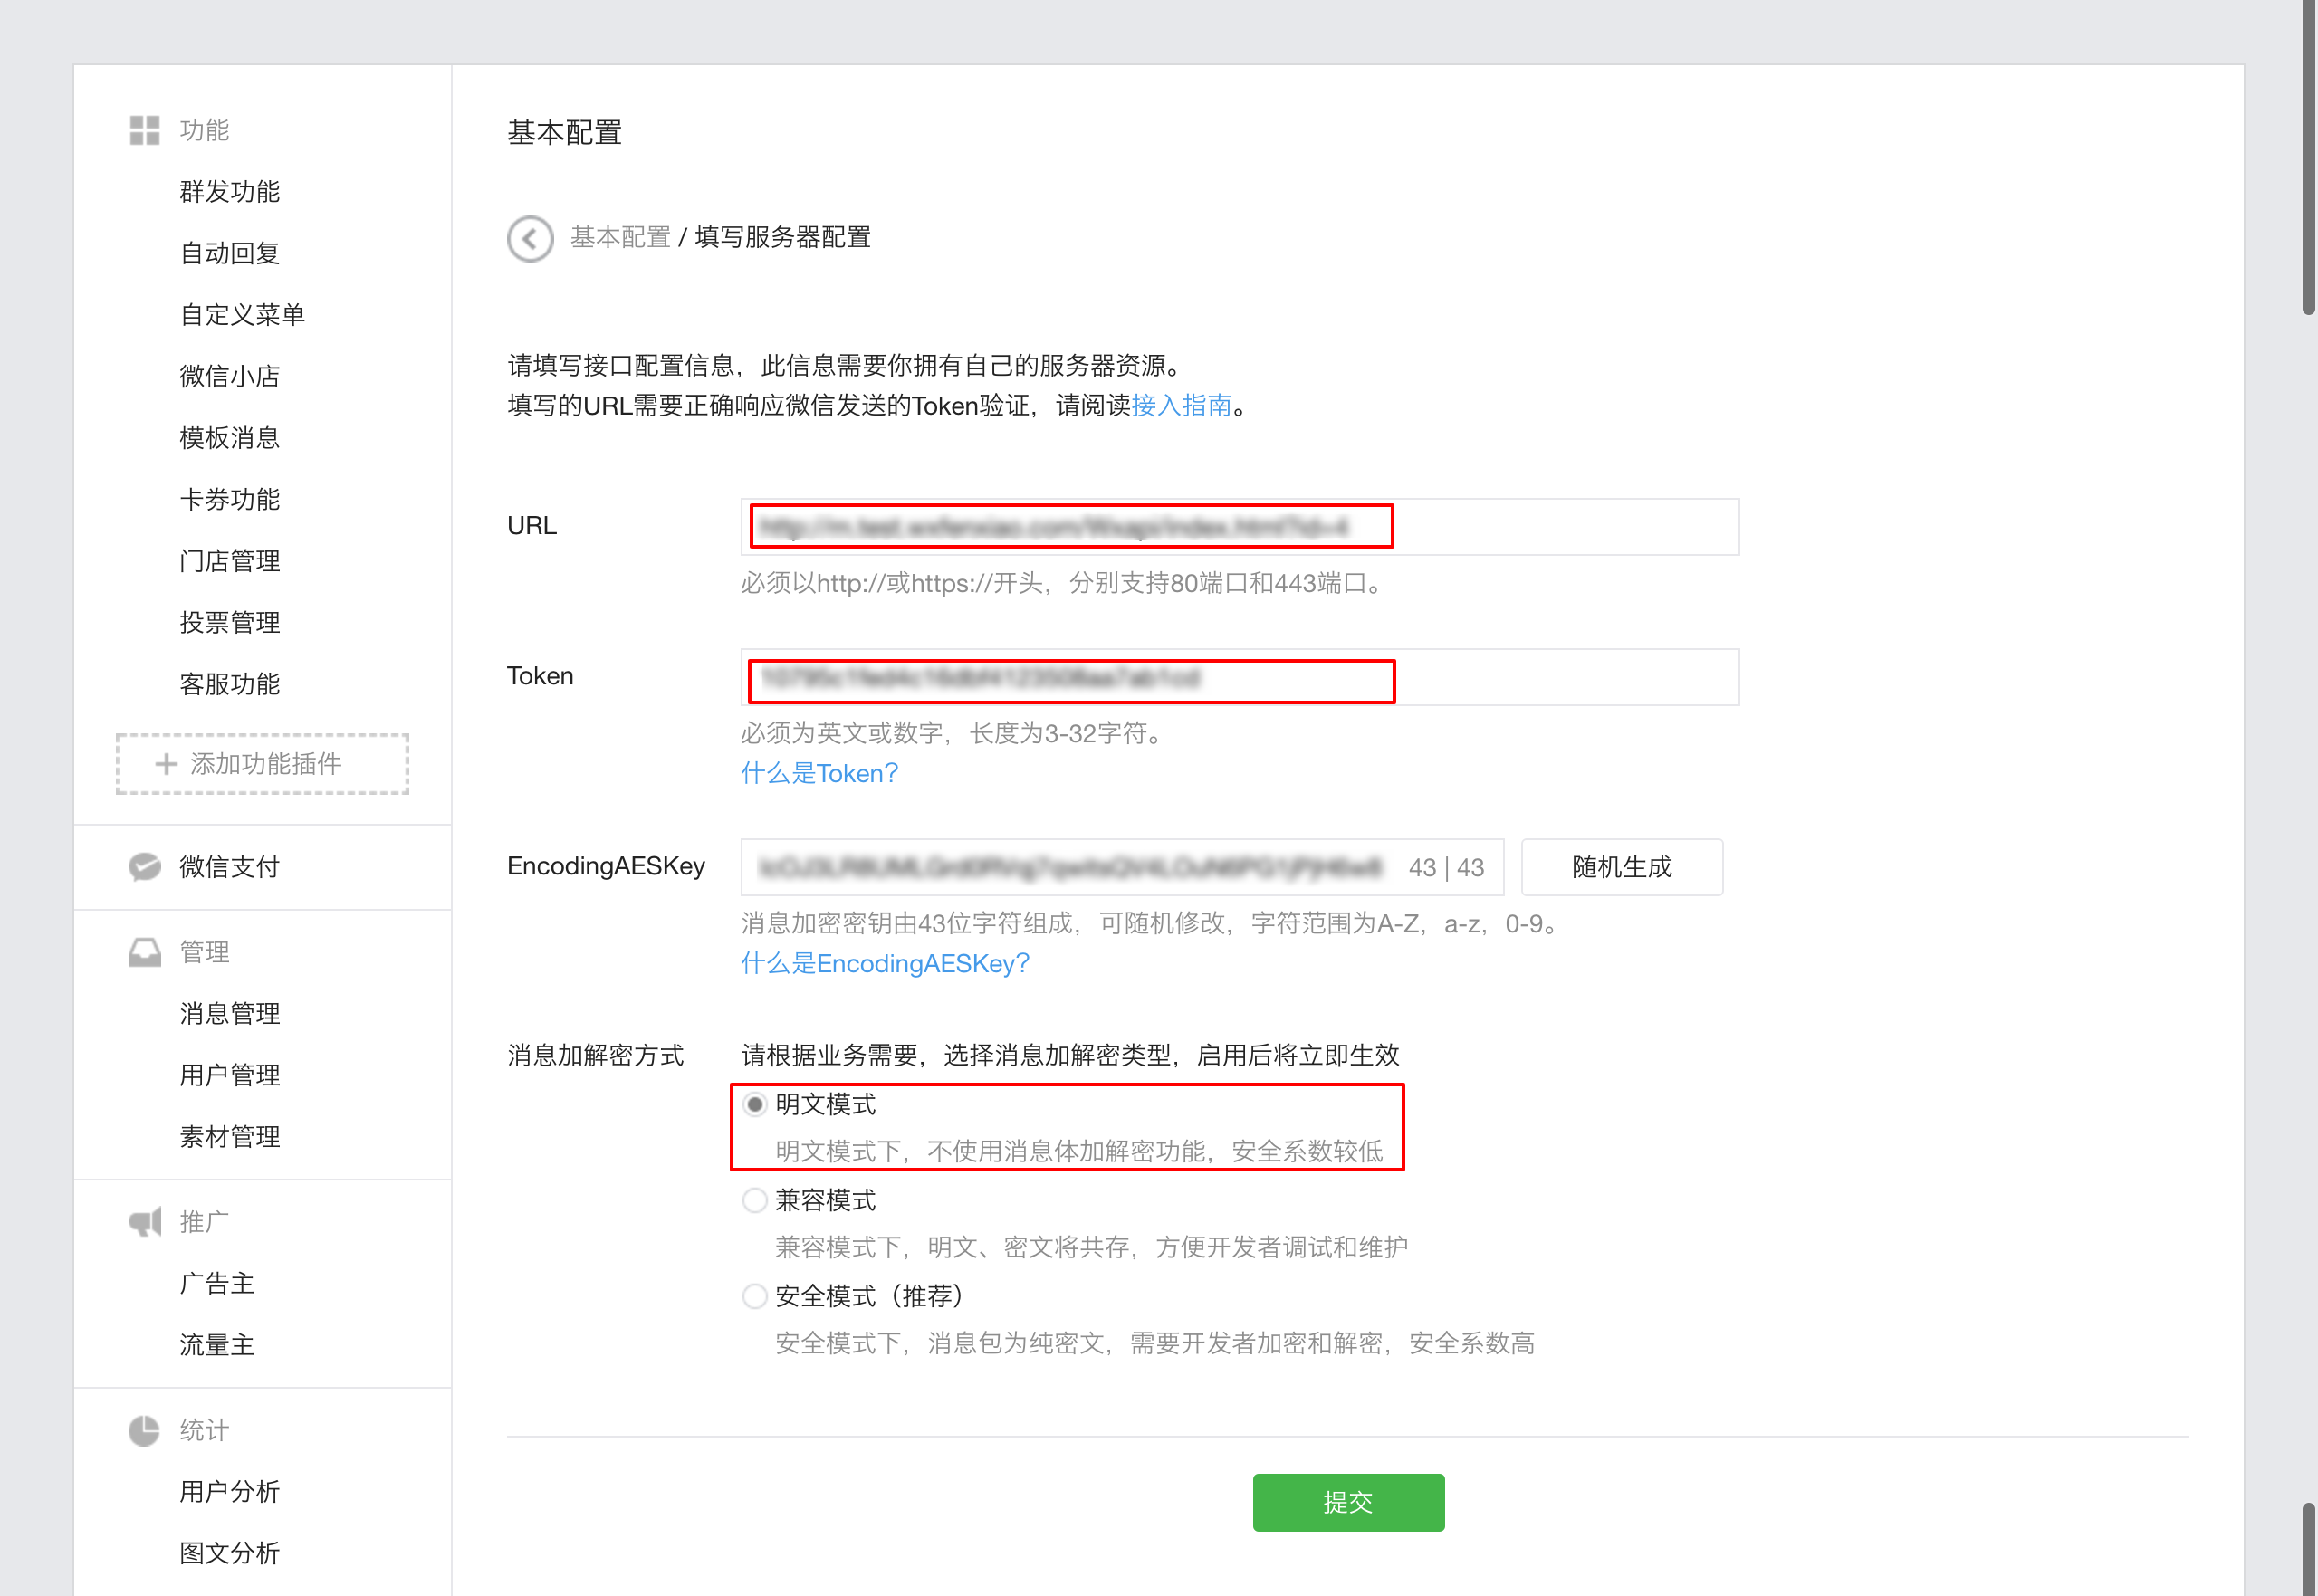 功能
群发功能
自动回复
自定义菜单
微信小店
模板消息
卡券功能
门店管理
投票管理
客服功能
添加功能插件
微信支付
管理
消息管理
用户管理
素材管理
推广
广告主
流量主
统计
用户分析
图文分析
基本配置
基本配置 / 填写服务器配置
请填写接口配置信息，此信息需要你拥有自己的服务器资源。
填写的URL需要正确响应微信发送的Token验证，请阅读接入指南。
URL
必须以http://或https://开头，分别支持80端口和443端口。
Token
必须为英文或数字，长度为3-32字符。
什么是Token？
EncodingAESKey
43 | 43
随机生成
消息加密密钥由43位字符组成，可随机修改，字符范围为A-Z，a-z，0-9。
什么是EncodingAESKey？
消息加解密方式
请根据业务需要，选择消息加解密类型，启用后将立即生效
明文模式
明文模式下，不使用消息体加解密功能，安全系数较低
兼容模式
兼容模式下，明文、密文将共存，方便开发者调试和维护
安全模式（推荐）
安全模式下，消息包为纯密文，需要开发者加密和解密，安全系数高
提交